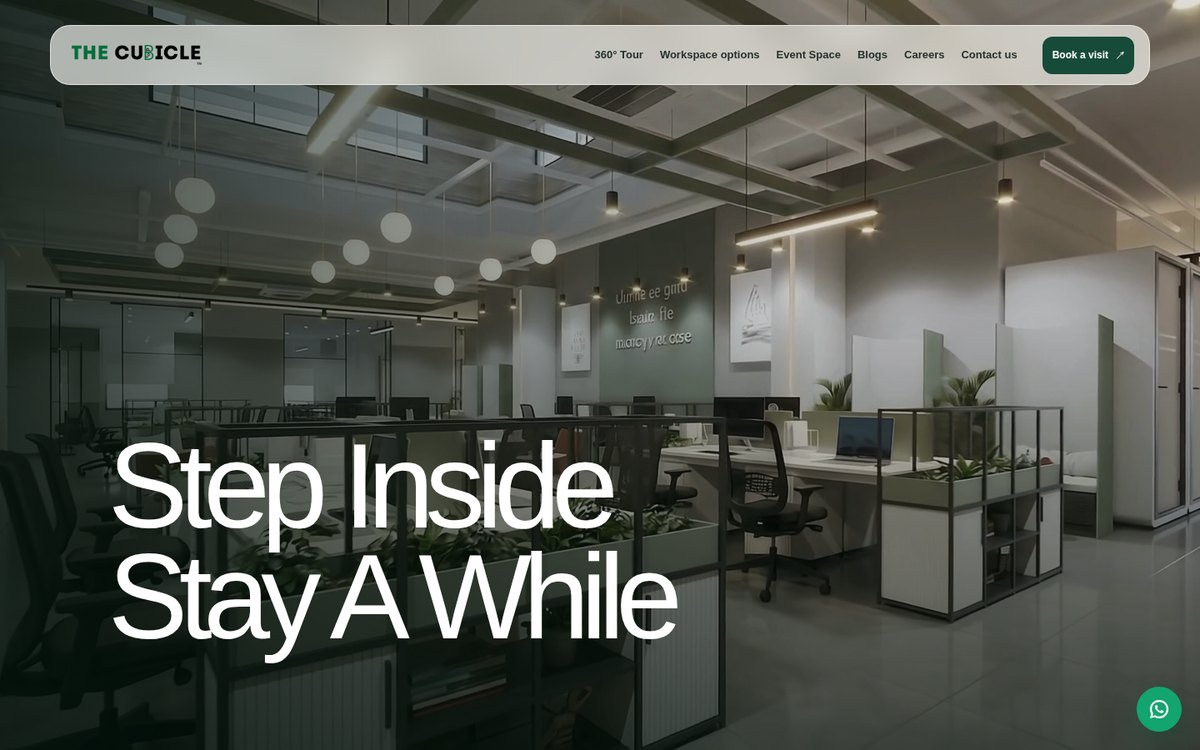 THE CUBICLE
360° Tour
Workspace options
Event Space
Blogs
Careers
Contact us
Book a visit
Step Inside
Stay A While